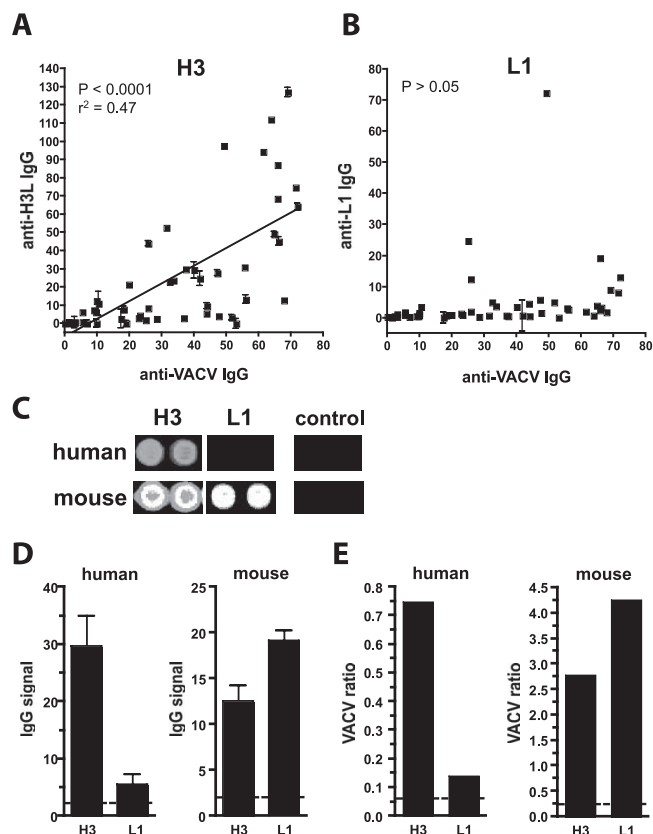 A
H3
P < 0.0001
r² = 0.47
anti-H3L IgG
140
130
120
110
100
90
80
70
60
50
40
30
20
10
0
0 10 20 30 40 50 60 70 80
anti-VACV IgG
B
L1
P > 0.05
anti-L1 IgG
80
70
60
50
40
30
20
10
0
0 10 20 30 40 50 60 70 80
anti-VACV IgG
C
H3 L1 control
human
mouse
D
human
IgG signal
40
30
20
10
0
H3 L1
mouse
IgG signal
25
20
15
10
5
0
H3 L1
E
human
VACV ratio
0.8
0.7
0.6
0.5
0.4
0.3
0.2
0.1
0.0
H3 L1
mouse
VACV ratio
4.5
4.0
3.5
3.0
2.5
2.0
1.5
1.0
0.5
0.0
H3 L1